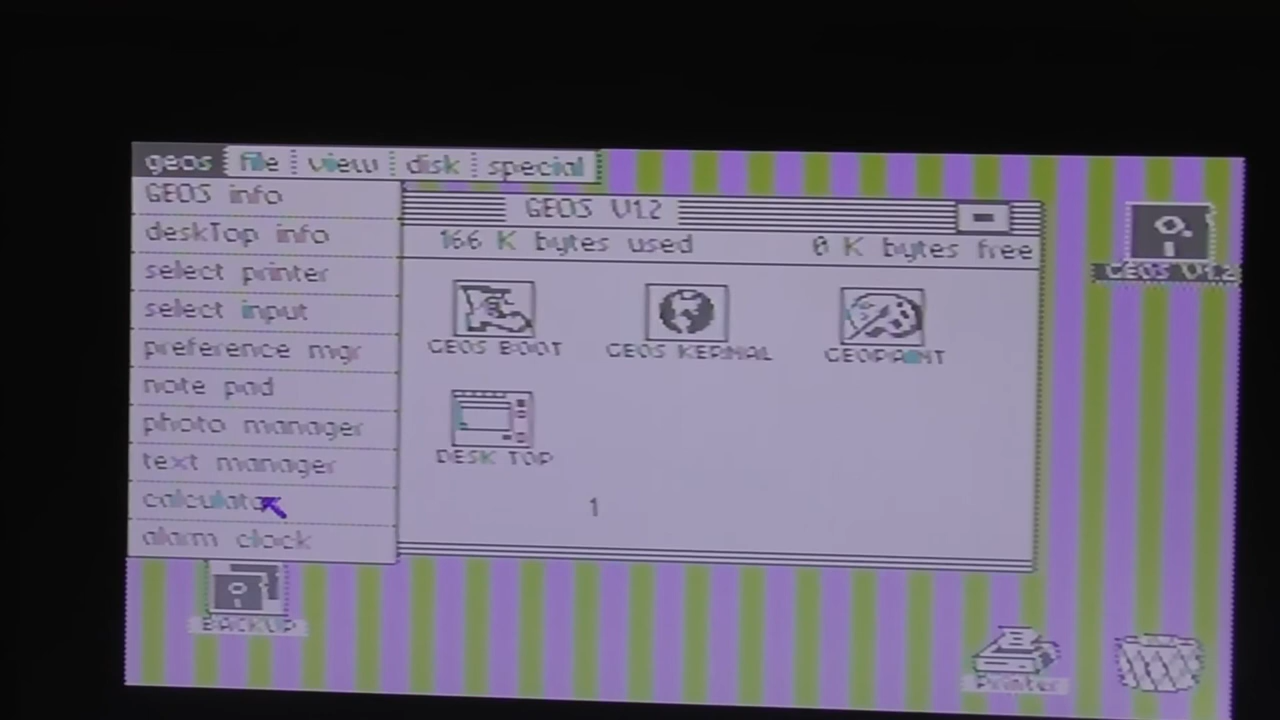 geos file view disk special
GEOS info
deskTop info
select printer
select input
preference mgr
note pad
photo manager
text manager
calculato
alarm clock
GEOS V1.2
166 K bytes used 0 K bytes free
GEOS BOOT GEOS KERNAL GEOPAINT
DESK TOP
1
GEOS V1.2
BACKUP
Printer